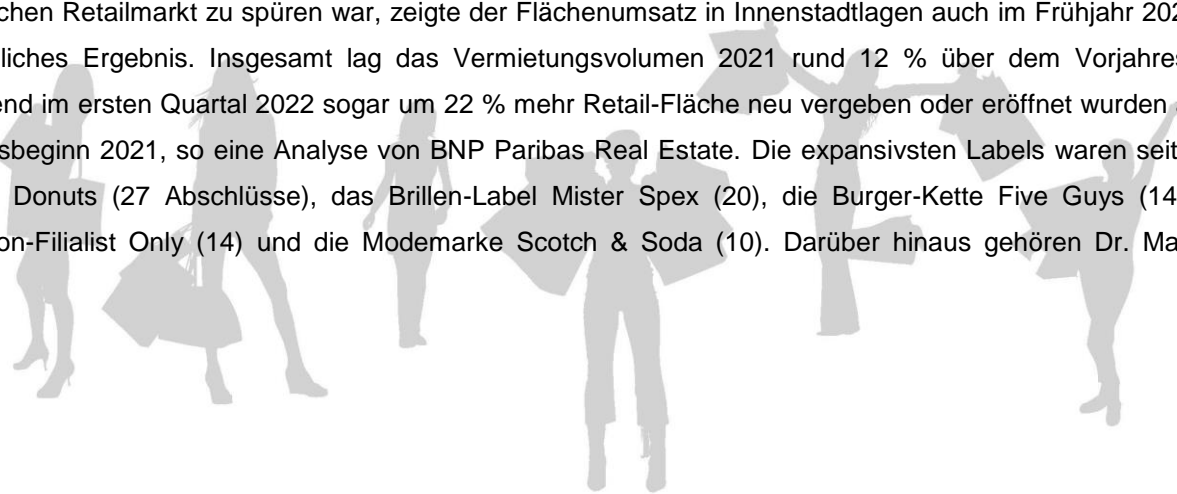 chen Retailmarkt zu spüren war, zeigte der Flächenumsatz in Innenstadtlagen auch im Frühjahr 202
liches Ergebnis. Insgesamt lag das Vermietungsvolumen 2021 rund 12 % über dem Vorjahres
end im ersten Quartal 2022 sogar um 22 % mehr Retail-Fläche neu vergeben oder eröffnet wurden
sbeginn 2021, so eine Analyse von BNP Paribas Real Estate. Die expansivsten Labels waren seit
Donuts (27 Abschlüsse), das Brillen-Label Mister Spex (20), die Burger-Kette Five Guys (14
on-Filialist Only (14) und die Modemarke Scotch & Soda (10). Darüber hinaus gehören Dr. Ma